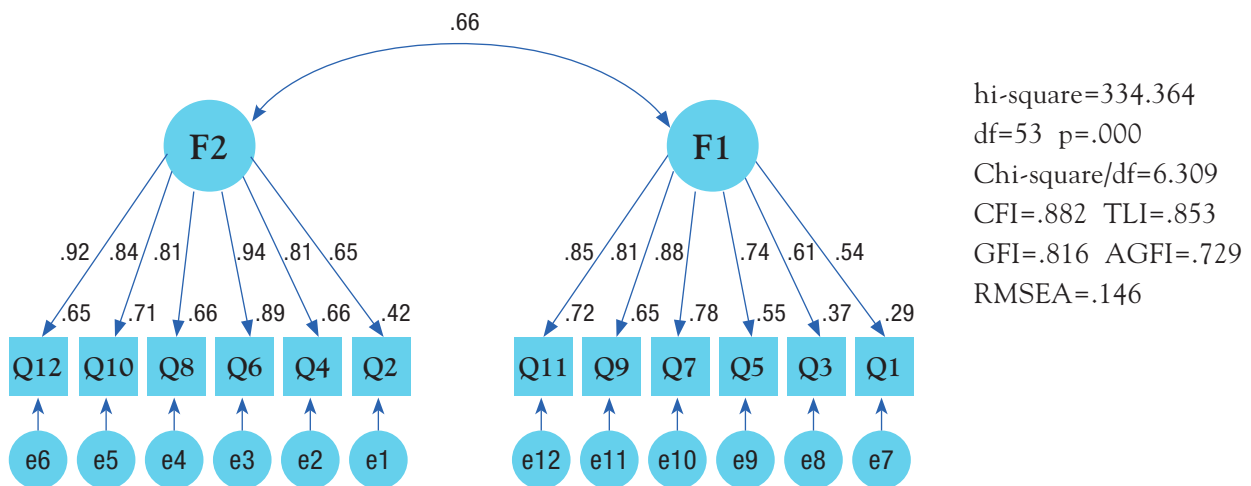 .66
F2 F1
.92 .84 .81 .94 .81 .65 .85 .81 .88 .74 .61 .54
.65 .71 .66 .89 .66 .42 .72 .65 .78 .55 .37 .29
Q12 Q10 Q8 Q6 Q4 Q2 Q11 Q9 Q7 Q5 Q3 Q1
e6 e5 e4 e3 e2 e1 e12 e11 e10 e9 e8 e7
hi-square=334.364
df=53 p=.000
Chi-square/df=6.309
CFI=.882 TLI=.853
GFI=.816 AGFI=.729
RMSEA=.146